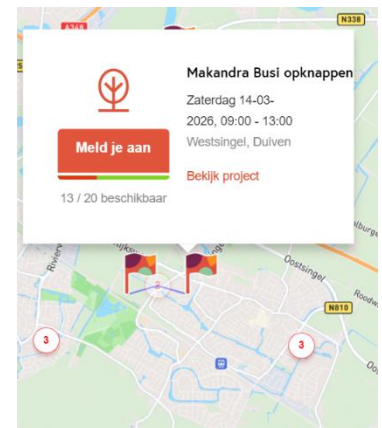 A348
N338
Makandra Busi opknappen
Zaterdag 14-03-
2026, 09:00 - 13:00
Westsingel, Duiven
Meld je aan
Bekijk project
13 / 20 beschikbaar
Oostsingel
N810
3
3
3